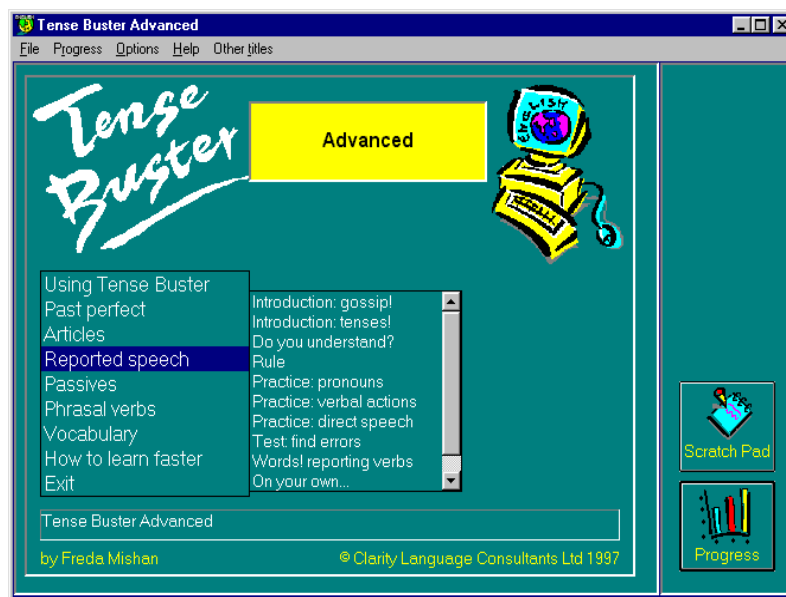 Tense Buster Advanced
File Progress Options Help Other titles
Tense
Buster
Advanced
ENGLISH
Using Tense Buster
Past perfect
Articles
Reported speech
Passives
Phrasal verbs
Vocabulary
How to learn faster
Exit
Introduction: gossip!
Introduction: tenses!
Do you understand?
Rule
Practice: pronouns
Practice: verbal actions
Practice: direct speech
Test: find errors
Words! reporting verbs
On your own...
Scratch Pad
Progress
Tense Buster Advanced
by Freda Mishan © Clarity Language Consultants Ltd 1997